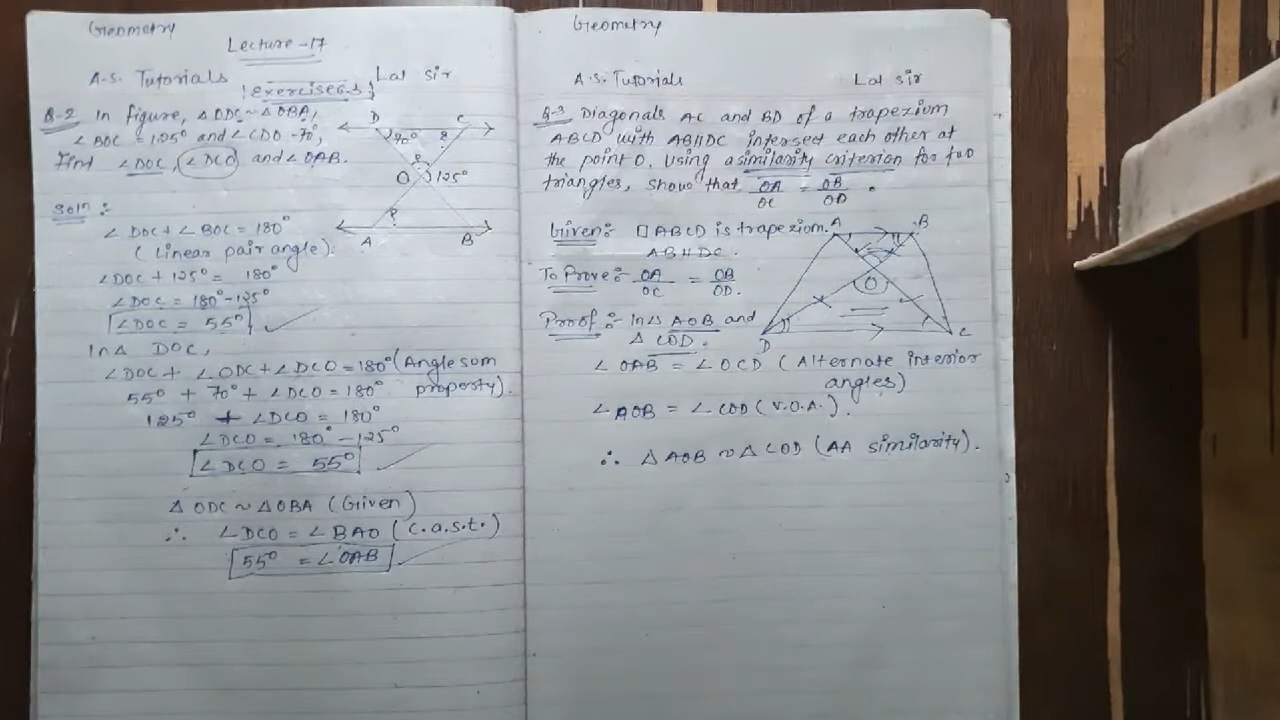 Geometry
Lecture-17
A.S. Tutorials Lal sir
(Exercise 6.3)
Q-2 In figure, △ODC ~ △OBA,
∠BOC = 125° and ∠CDO = 70°,
Find ∠DOC, ∠DCO and ∠OAB.
D C
70° ?
?
O 125°
?
A B
Soln:
∠DOC + ∠BOC = 180°
(Linear pair angle).
∠DOC + 125° = 180°
∠DOC = 180° - 125°
∠DOC = 55°
In △ DOC,
∠DOC + ∠ODC + ∠DCO = 180° (Angle som
55° + 70° + ∠DCO = 180° property).
125° + ∠DCO = 180°
∠DCO = 180° - 125°
∠DCO = 55°
△ ODC ~ △OBA (Given)
∴ ∠DCO = ∠BAO (C.a.s.t.)
55° = ∠OAB
Geometry
A.S. Tutorials Lal sir
Q-3 Diagonals AC and BD of a trapezium
ABCD with AB||DC intersect each other at
the point O. Using a similarity criterion for two
triangles, show that OA/OC = OB/OD.
Given:- □ABCD is trapeziom.
AB||DC.
A B
O
D C
To Prove:- OA/OC = OB/OD.
Proof:- In △ AOB and
△ COD.
∠OAB = ∠OCD (Alternate interior
angles)
∠AOB = ∠COD (V.O.A.).
∴ △AOB ~ △COD (AA similarity).